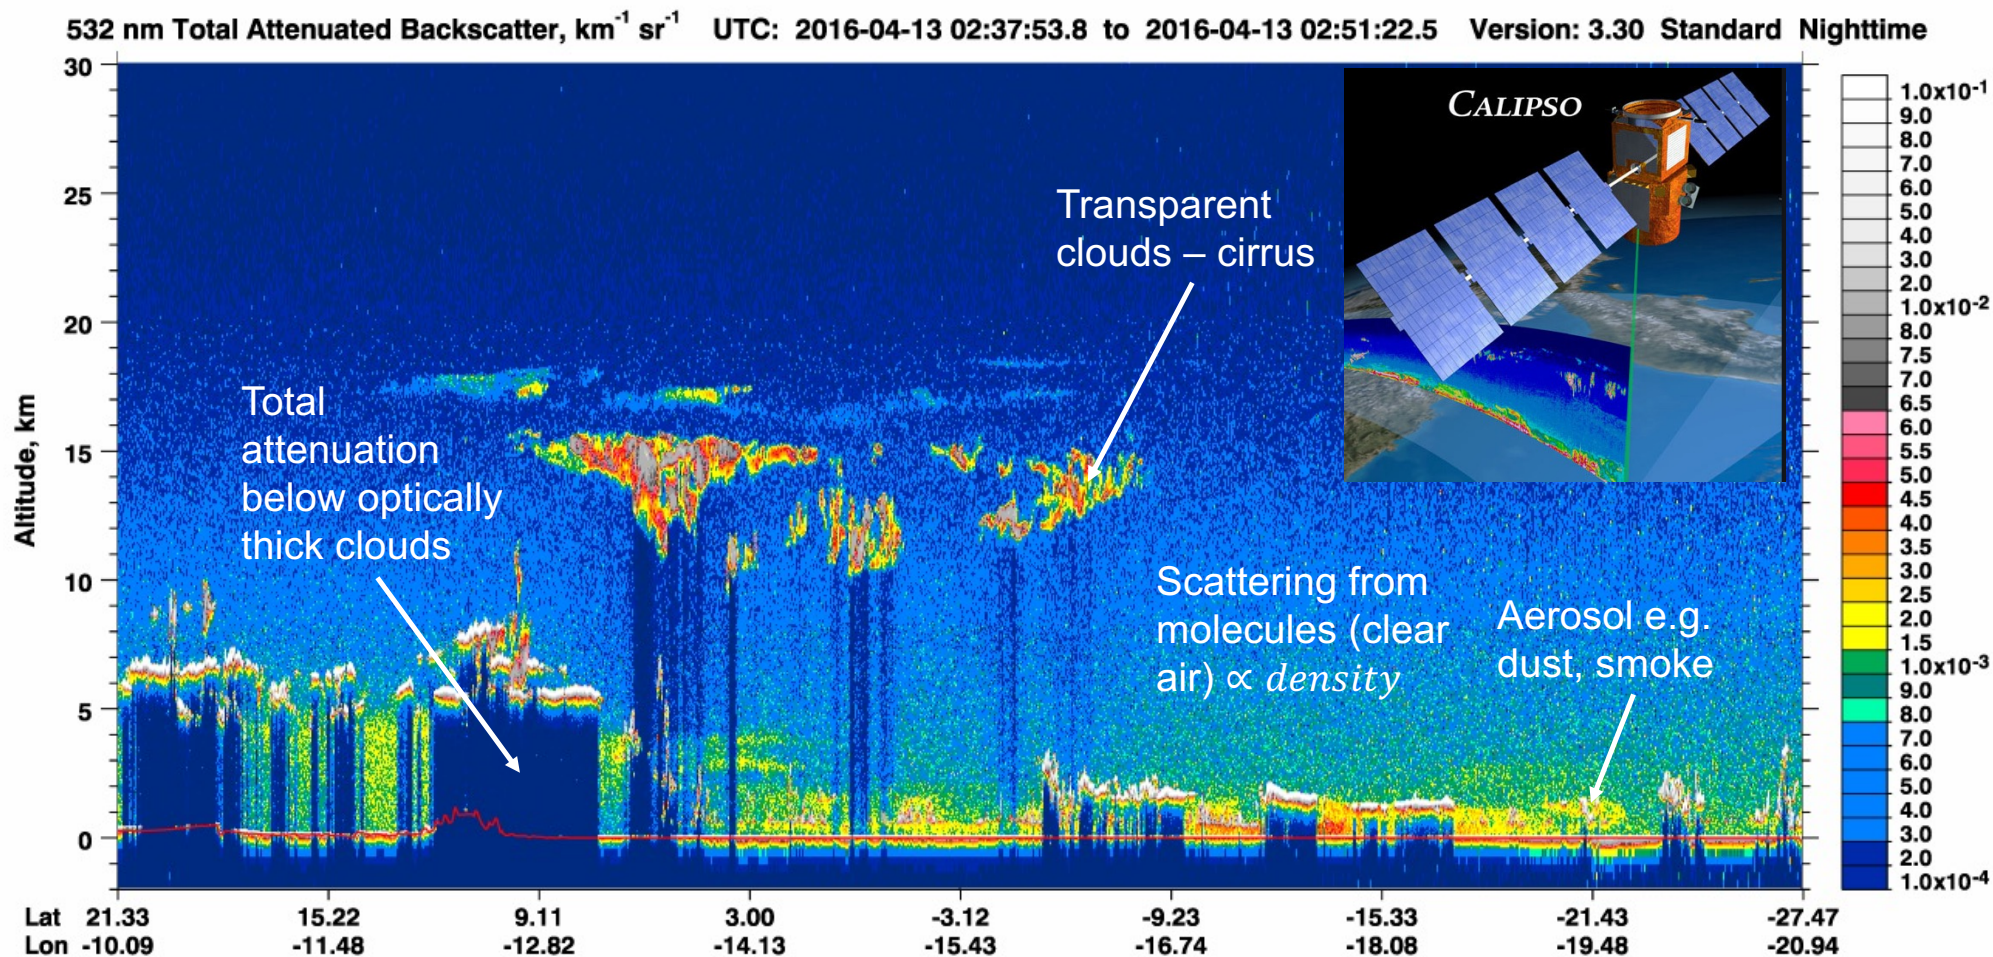 532 nm Total Attenuated Backscatter, km⁻¹ sr⁻¹ UTC: 2016-04-13 02:37:53.8 to 2016-04-13 02:51:22.5 Version: 3.30 Standard Nighttime
CALIPSO
Transparent
clouds – cirrus
Total
attenuation
below optically
thick clouds
Scattering from
molecules (clear
air) ∝ density
Aerosol e.g.
dust, smoke
Altitude, km
30
25
20
15
10
5
0
1.0x10⁻¹
9.0
8.0
7.0
6.0
5.0
4.0
3.0
2.0
1.0x10⁻²
8.0
7.5
7.0
6.5
6.0
5.5
5.0
4.5
4.0
3.5
3.0
2.5
2.0
1.5
1.0x10⁻³
9.0
8.0
7.0
6.0
5.0
4.0
3.0
2.0
1.0x10⁻⁴
Lat 21.33 15.22 9.11 3.00 -3.12 -9.23 -15.33 -21.43 -27.47
Lon -10.09 -11.48 -12.82 -14.13 -15.43 -16.74 -18.08 -19.48 -20.94